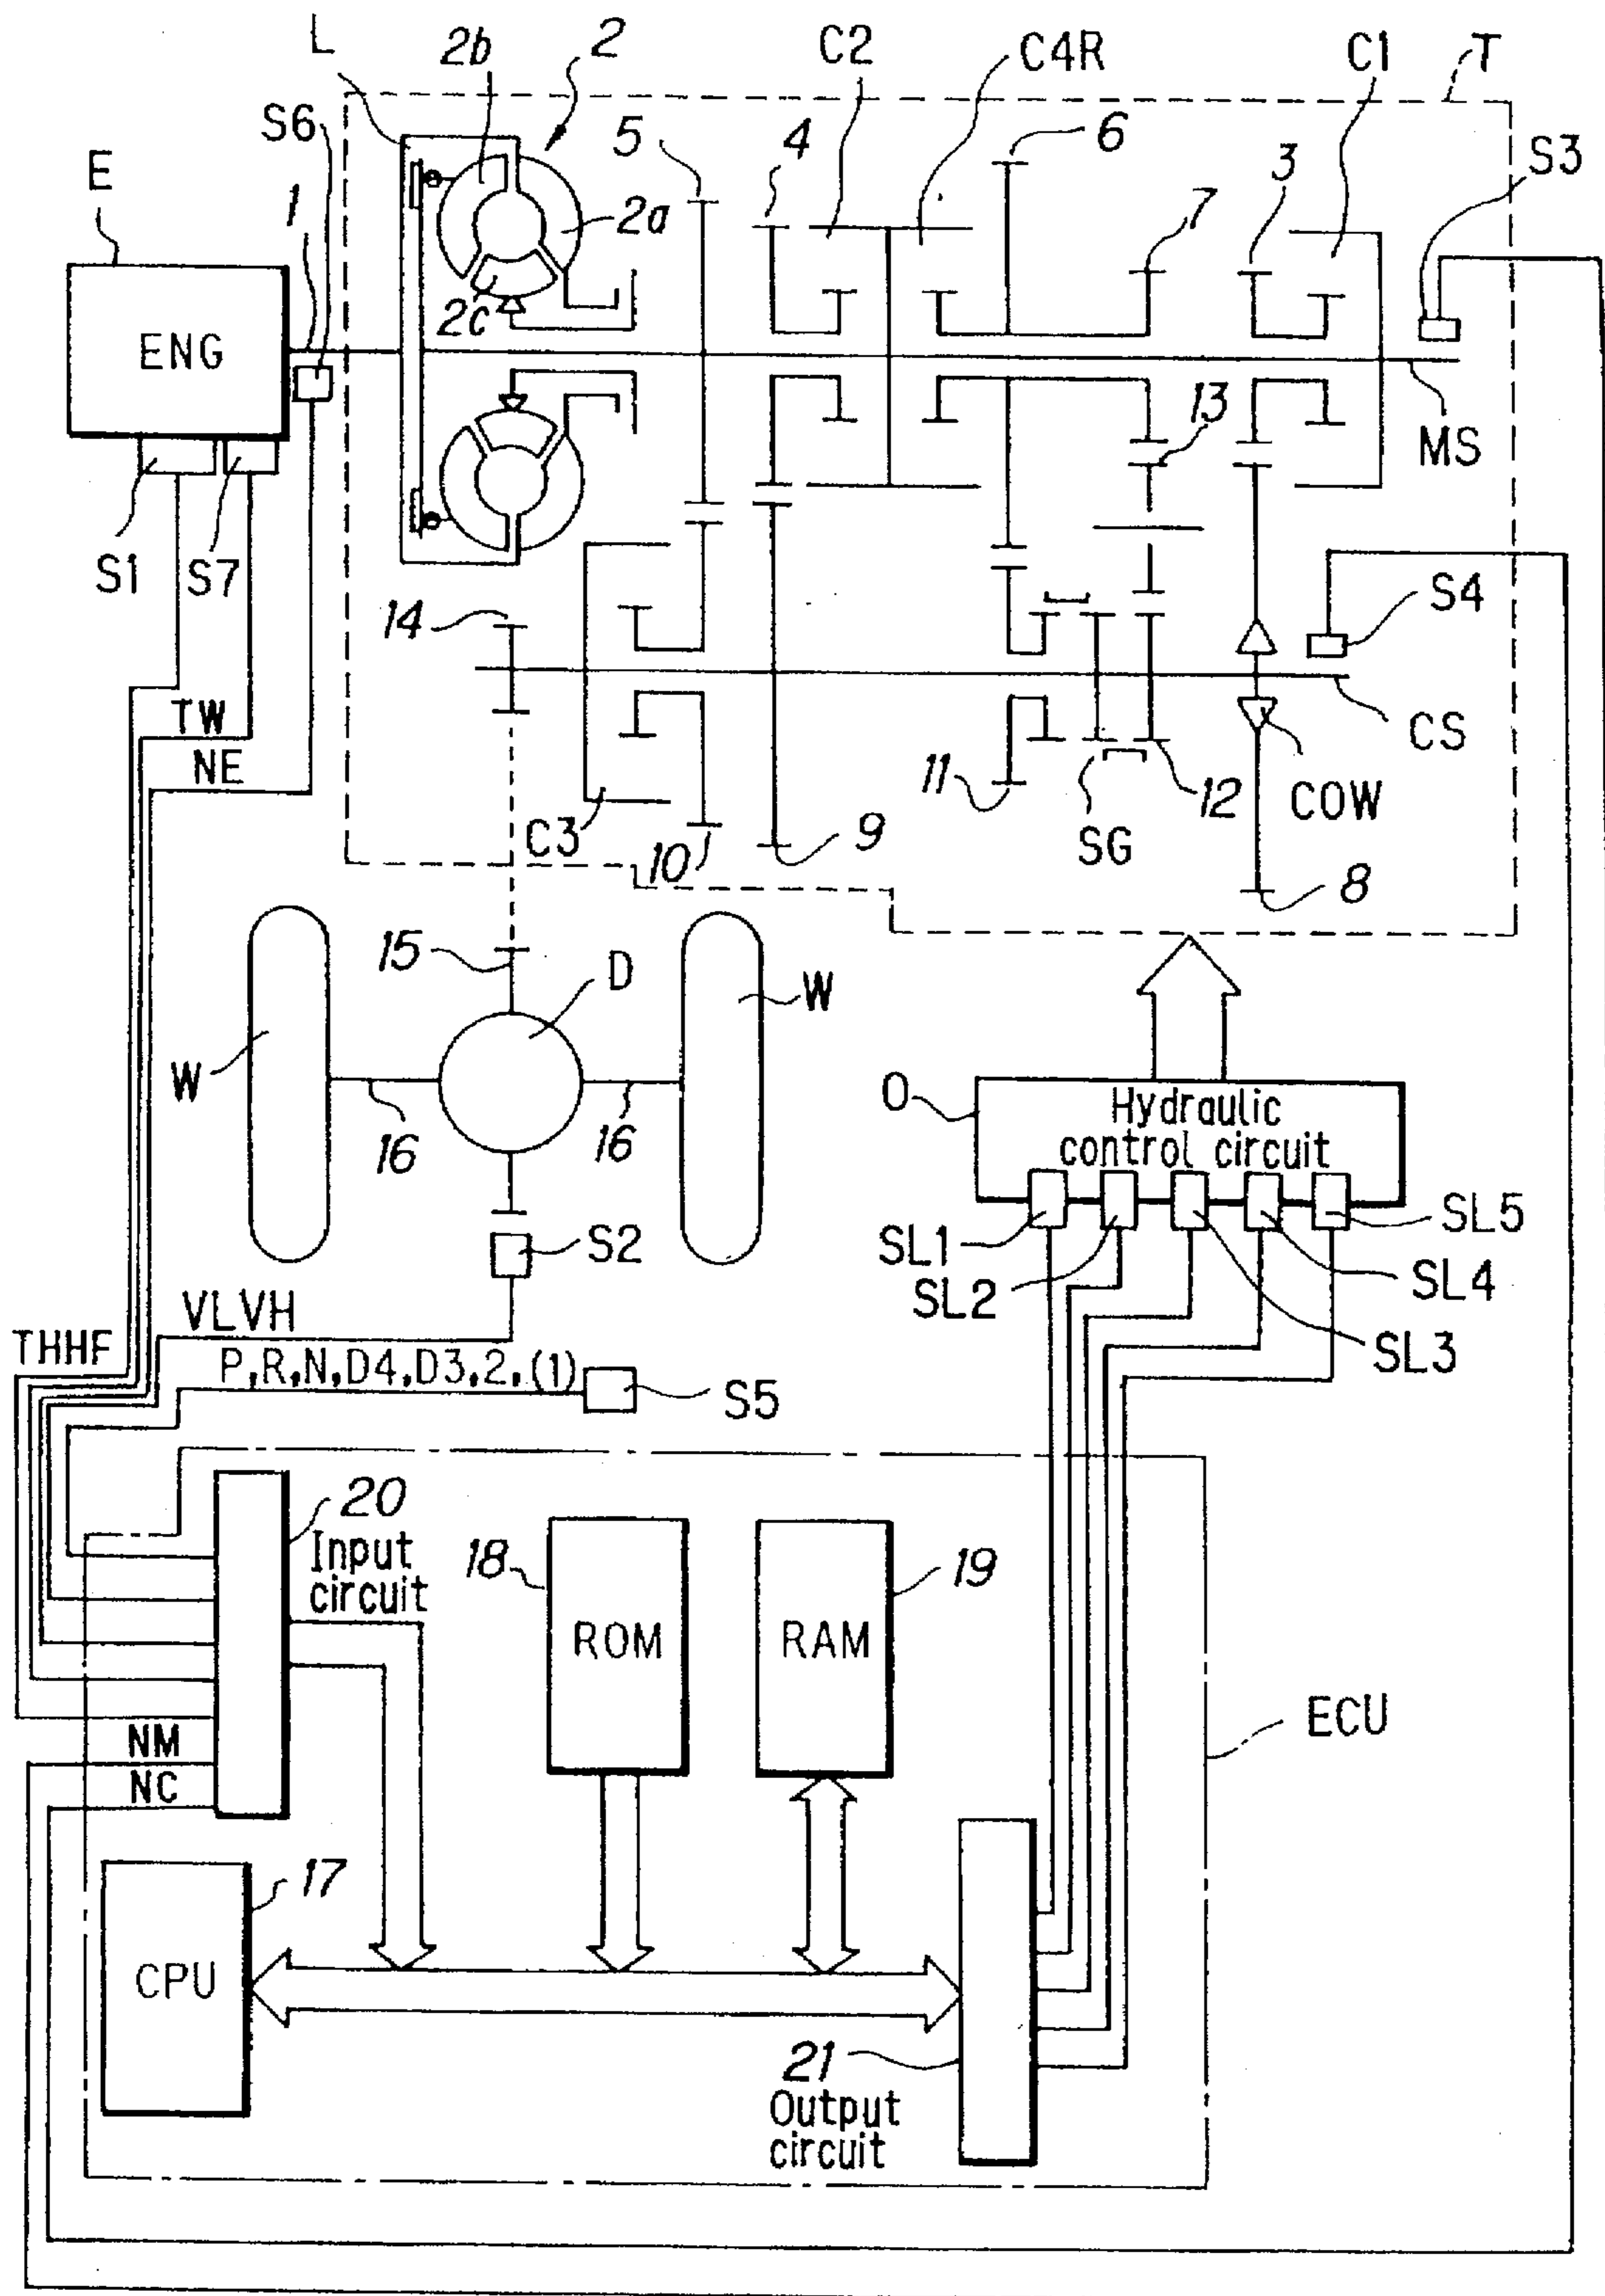 L
2b
2
C2
C4R
C1
T
S6
5
4
6
S3
E
1
2a
3
7
2c
ENG
13
MS
S1
S7
14
S4
TW
CS
NE
11
12
COW
C3
10
9
SG
8
15
D
W
W
O
Hydraulic
control circuit
16
16
SL1
SL5
S2
SL2
SL4
VLVH
THHF
SL3
P,R,N,D4,D3,2,(1)
S5
20
Input
circuit
18
19
ROM
RAM
ECU
NM
NC
17
CPU
21
Output
circuit